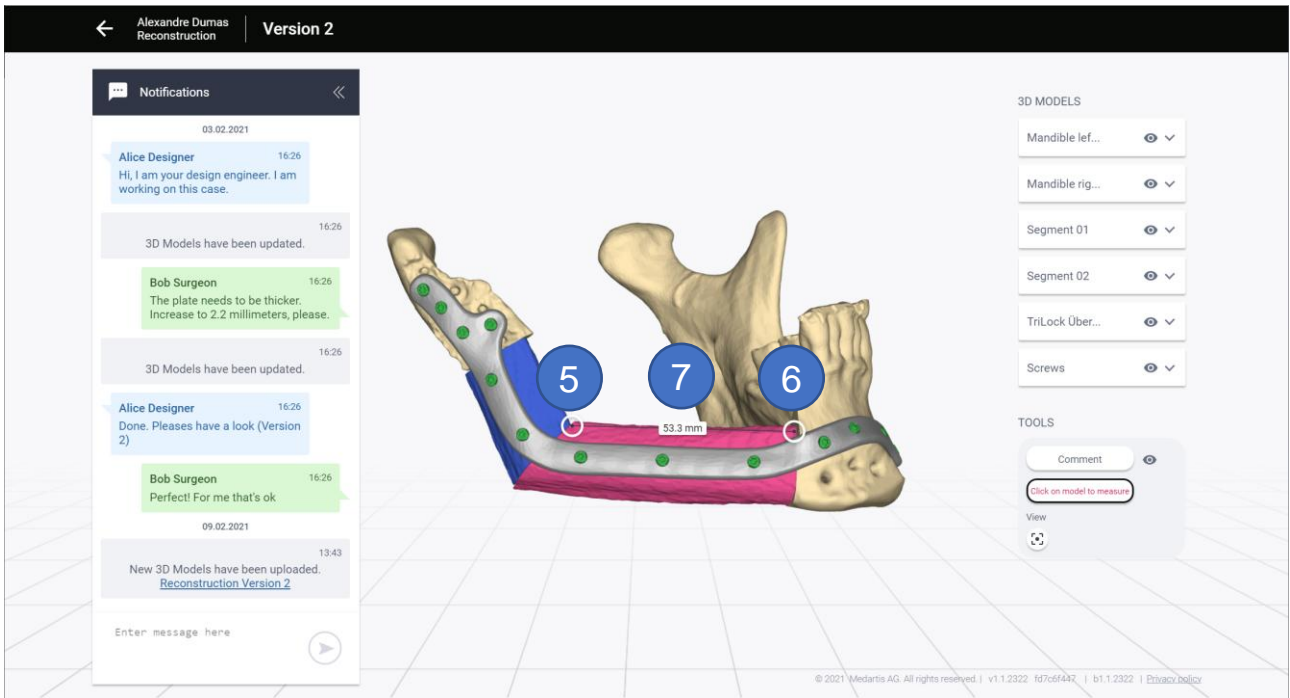 Alexandre Dumas
Reconstruction
Version 2
Notifications
03.02.2021
Alice Designer 16:26
Hi, I am your design engineer. I am
working on this case.
16:26
3D Models have been updated.
Bob Surgeon 16:26
The plate needs to be thicker.
Increase to 2.2 millimeters, please.
16:26
3D Models have been updated.
Alice Designer 16:26
Done. Pleases have a look (Version
2)
Bob Surgeon 16:26
Perfect! For me that's ok
09.02.2021
13:43
New 3D Models have been uploaded.
Reconstruction Version 2
Enter message here
5
7
6
53.3 mm
3D MODELS
Mandible lef...
Mandible rig...
Segment 01
Segment 02
TriLock Über...
Screws
TOOLS
Comment
Click on model to measure
View
© 2021 Medartis AG. All rights reserved. | v1.1.2322 fd7c6f447 | b1.1.2322 | Privacy policy